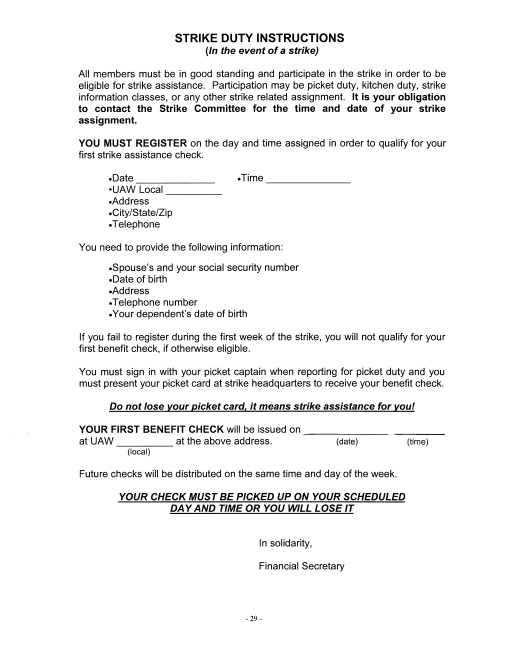 STRIKE DUTY INSTRUCTIONS
(In the event of a strike)
All members must be in good standing and participate in the strike in order to be
eligible for strike assistance. Participation may be picket duty, kitchen duty, strike
information classes, or any other strike related assignment. It is your obligation
to contact the Strike Committee for the time and date of your strike
assignment.
YOU MUST REGISTER on the day and time assigned in order to qualify for your
first strike assistance check.
•Date ______________ •Time _______________
•UAW Local __________
•Address
•City/State/Zip
•Telephone
You need to provide the following information:
•Spouse's and your social security number
•Date of birth
•Address
•Telephone number
•Your dependent's date of birth
If you fail to register during the first week of the strike, you will not qualify for your
first benefit check, if otherwise eligible.
You must sign in with your picket captain when reporting for picket duty and you
must present your picket card at strike headquarters to receive your benefit check.
Do not lose your picket card, it means strike assistance for you!
YOUR FIRST BENEFIT CHECK will be issued on _______________ _________
at UAW __________ at the above address. (date) (time)
(local)
Future checks will be distributed on the same time and day of the week.
YOUR CHECK MUST BE PICKED UP ON YOUR SCHEDULED
DAY AND TIME OR YOU WILL LOSE IT
In solidarity,
Financial Secretary
- 29 -